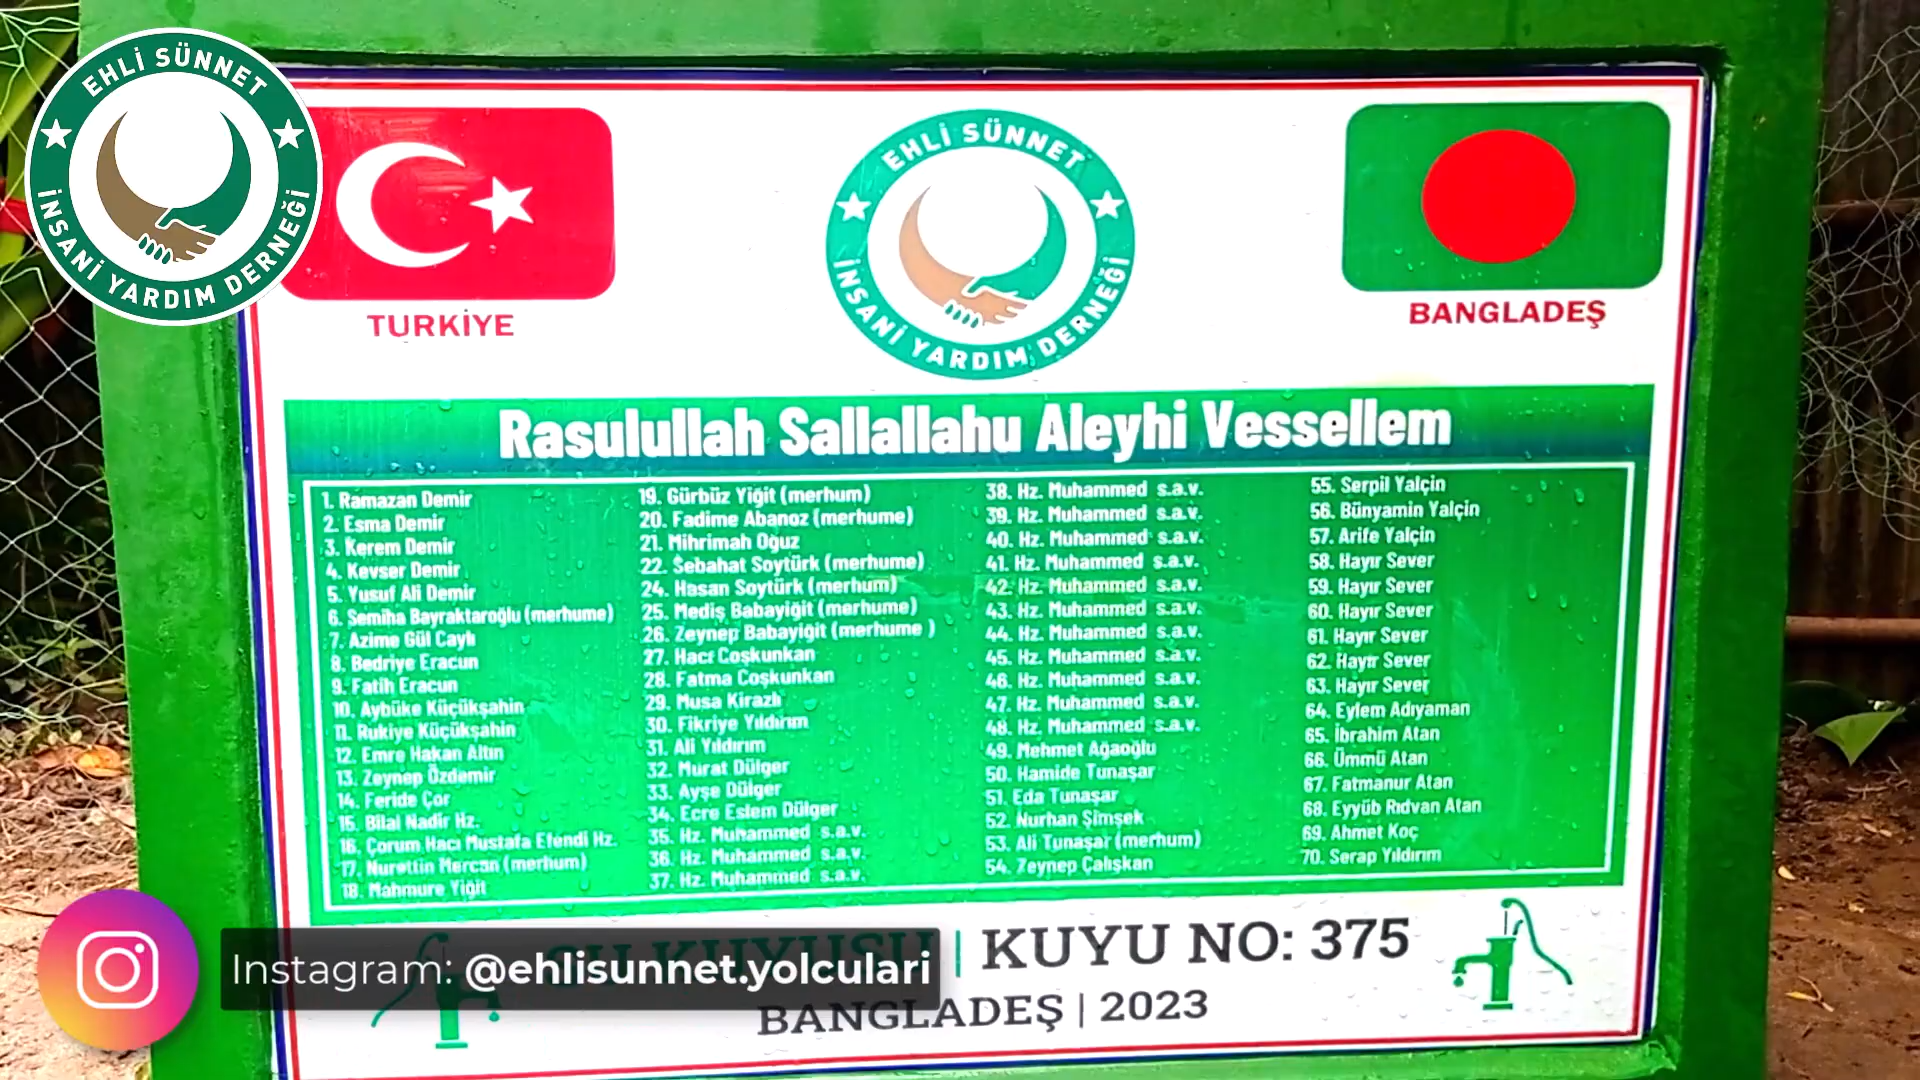 EHLİ SÜNNET
İNSANİ YARDIM DERNEĞİ
TURKİYE
EHLİ SÜNNET
İNSANİ YARDIM DERNEĞİ
BANGLADEŞ
Rasulullah Sallallahu Aleyhi Vessellem
1. Ramazan Demir
2. Esma Demir
3. Kerem Demir
4. Kevser Demir
5. Yusuf Ali Demir
6. Semiha Bayraktaroğlu (merhume)
7. Azime Gül Caylı
8. Bedriye Eracun
9. Fatih Eracun
10. Aybüke Küçükşahin
11. Rukiye Küçükşahin
12. Emre Hakan Altın
13. Zeynep Özdemir
14. Feride Çor
15. Bilal Nadir Hz.
16. Çorum Hacı Mustafa Efendi Hz.
17. Nurettin Mercan (merhum)
18. Mahmure Yiğit
19. Gürbüz Yiğit (merhum)
20. Fadime Abanoz (merhume)
21. Mihrimah Oğuz
22. Sebahat Soytürk (merhume)
24. Hasan Soytürk (merhum)
25. Mediş Babayiğit (merhume)
26. Zeynep Babayiğit (merhume )
27. Hacı Coşkunkan
28. Fatma Coşkunkan
29. Musa Kirazlı
30. Fikriye Yıldırım
31. Ali Yıldırım
32. Murat Dülger
33. Ayşe Dülger
34. Ecre Eslem Dülger
35. Hz. Muhammed s.a.v.
36. Hz. Muhammed s.a.v.
37. Hz. Muhammed s.a.v.
38. Hz. Muhammed s.a.v.
39. Hz. Muhammed s.a.v.
40. Hz. Muhammed s.a.v.
41. Hz. Muhammed s.a.v.
42. Hz. Muhammed s.a.v.
43. Hz. Muhammed s.a.v.
44. Hz. Muhammed s.a.v.
45. Hz. Muhammed s.a.v.
46. Hz. Muhammed s.a.v.
47. Hz. Muhammed s.a.v.
48. Hz. Muhammed s.a.v.
49. Mehmet Ağaoğlu
50. Hamide Tunaşar
51. Eda Tunaşar
52. Nurhan Şimşek
53. Ali Tunaşar (merhum)
54. Zeynep Çalışkan
55. Serpil Yalçin
56. Bünyamin Yalçin
57. Arife Yalçin
58. Hayır Sever
59. Hayır Sever
60. Hayır Sever
61. Hayır Sever
62. Hayır Sever
63. Hayır Sever
64. Eylem Adıyaman
65. İbrahim Atan
66. Ümmü Atan
67. Fatmanur Atan
68. Eyyüb Rıdvan Atan
69. Ahmet Koç
70. Serap Yıldırım
SU KUYUSU | KUYU NO: 375
BANGLADEŞ | 2023
Instagram: @ehlisunnet.yolculari